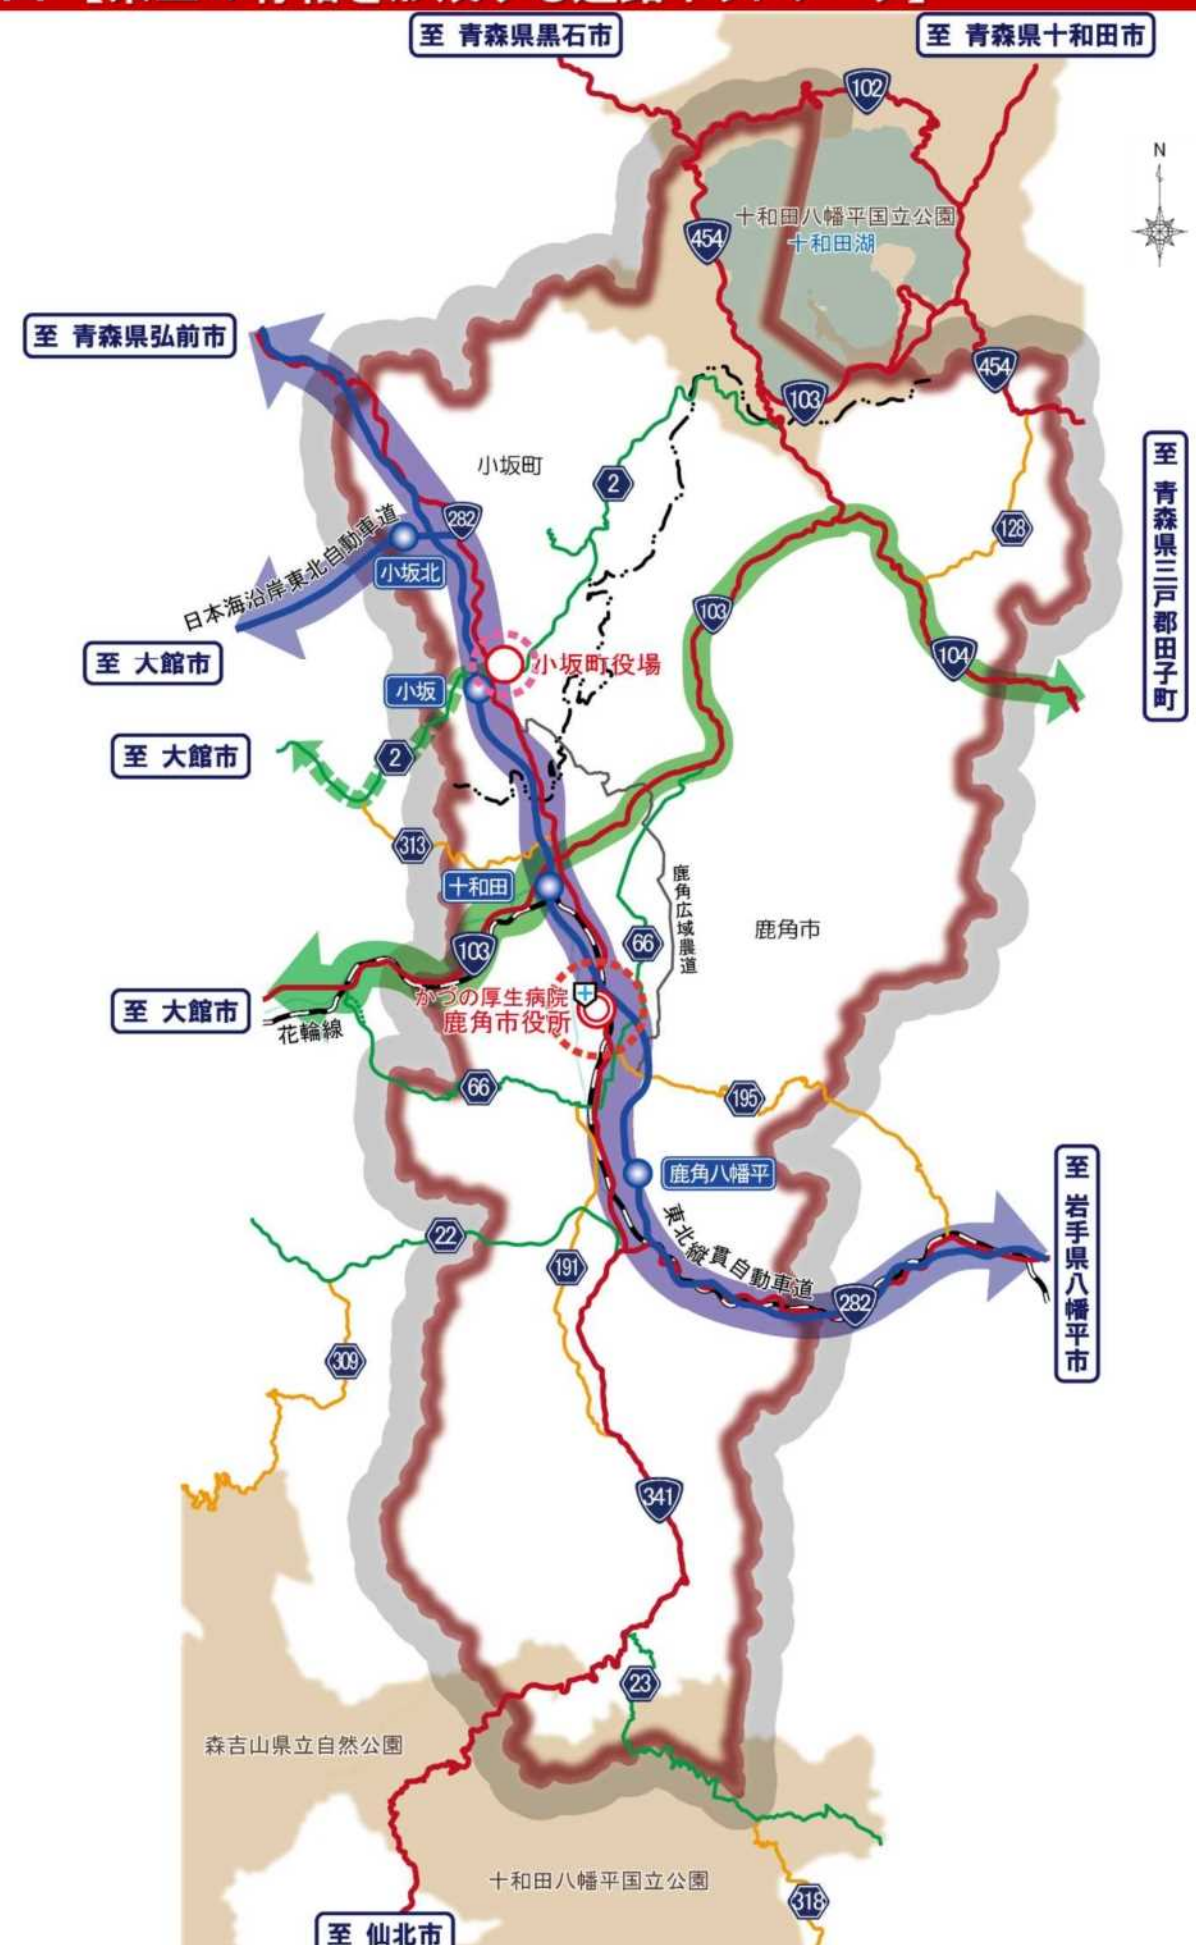 至 青森県黒石市
至 青森県十和田市
102
N
十和田八幡平国立公園
十和田湖
454
至 青森県弘前市
454
103
小坂町
2
282
128
日本海沿岸東北自動車道
小坂北
至 青森県三戸郡田子町
103
至 大館市
小坂町役場
104
小坂
至 大館市
2
313
十和田
鹿角広域農道
鹿角市
66
103
かづの厚生病院
至 大館市
鹿角市役所
花輪線
66
195
鹿角八幡平
至 岩手県八幡平市
東北縦貫自動車道
22
191
282
309
341
23
森吉山県立自然公園
十和田八幡平国立公園
318
至 仙北市